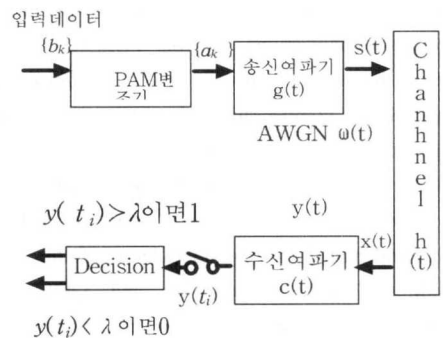 입력데이터
{b_k}
{a_k}
PAM변
조기
송신여파기
g(t)
s(t)
Chanhnel
h
(t)
AWGN ω(t)
y( t_i)>λ이면1
y(t)
x(t)
Decision
수신여파기
c(t)
y(t_i)
y(t_i)< λ이면0